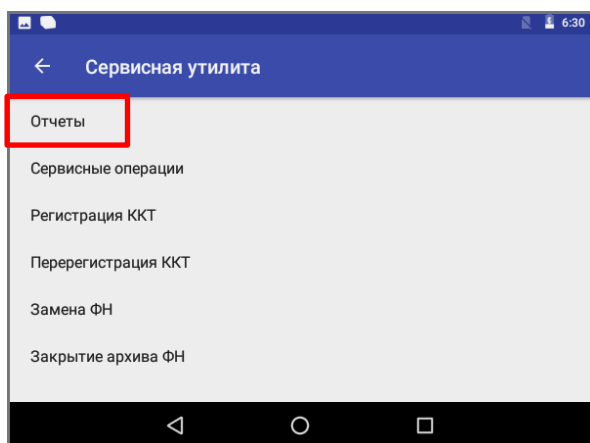 6:30
Сервисная утилита
Отчеты
Сервисные операции
Регистрация ККТ
Перерегистрация ККТ
Замена ФН
Закрытие архива ФН